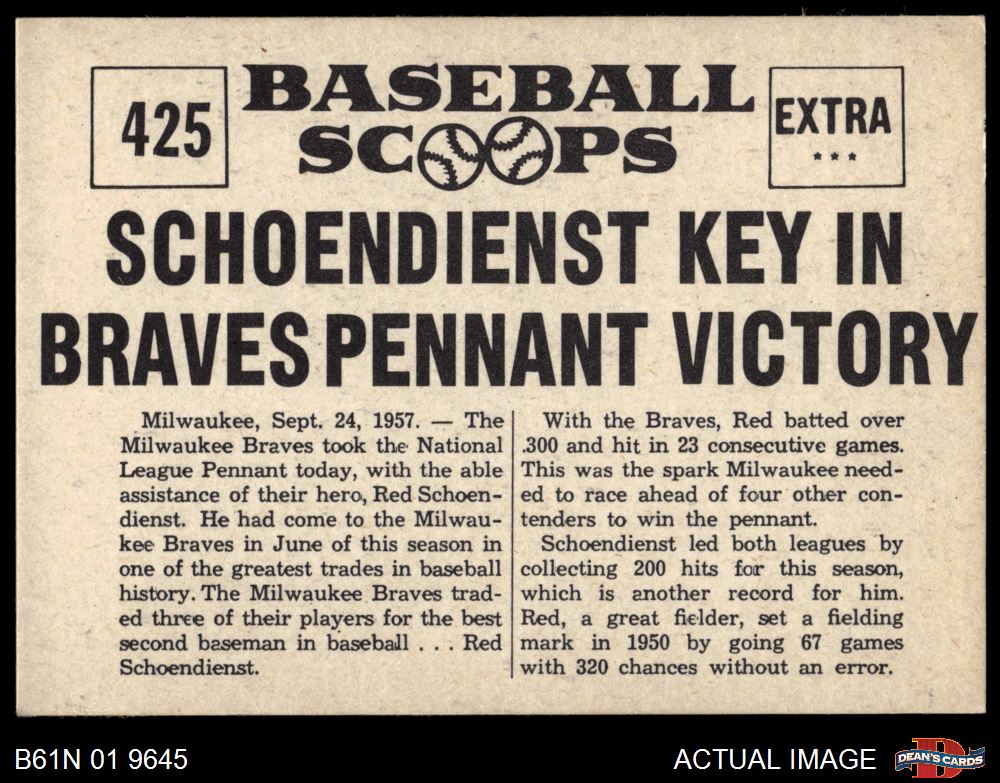 425
BASEBALL
SCOOPS
EXTRA
***
SCHOENDIENST KEY IN
BRAVES PENNANT VICTORY
Milwaukee, Sept. 24, 1957. — The
Milwaukee Braves took the National
League Pennant today, with the able
assistance of their hero, Red Schoen-
dienst. He had come to the Milwau-
kee Braves in June of this season in
one of the greatest trades in baseball
history. The Milwaukee Braves trad-
ed three of their players for the best
second baseman in baseball . . . Red
Schoendienst.
With the Braves, Red batted over
.300 and hit in 23 consecutive games.
This was the spark Milwaukee need-
ed to race ahead of four other con-
tenders to win the pennant.
Schoendienst led both leagues by
collecting 200 hits for this season,
which is another record for him.
Red, a great fielder, set a fielding
mark in 1950 by going 67 games
with 320 chances without an error.
B61N 01 9645
ACTUAL IMAGE
D
DEAN'S CARDS